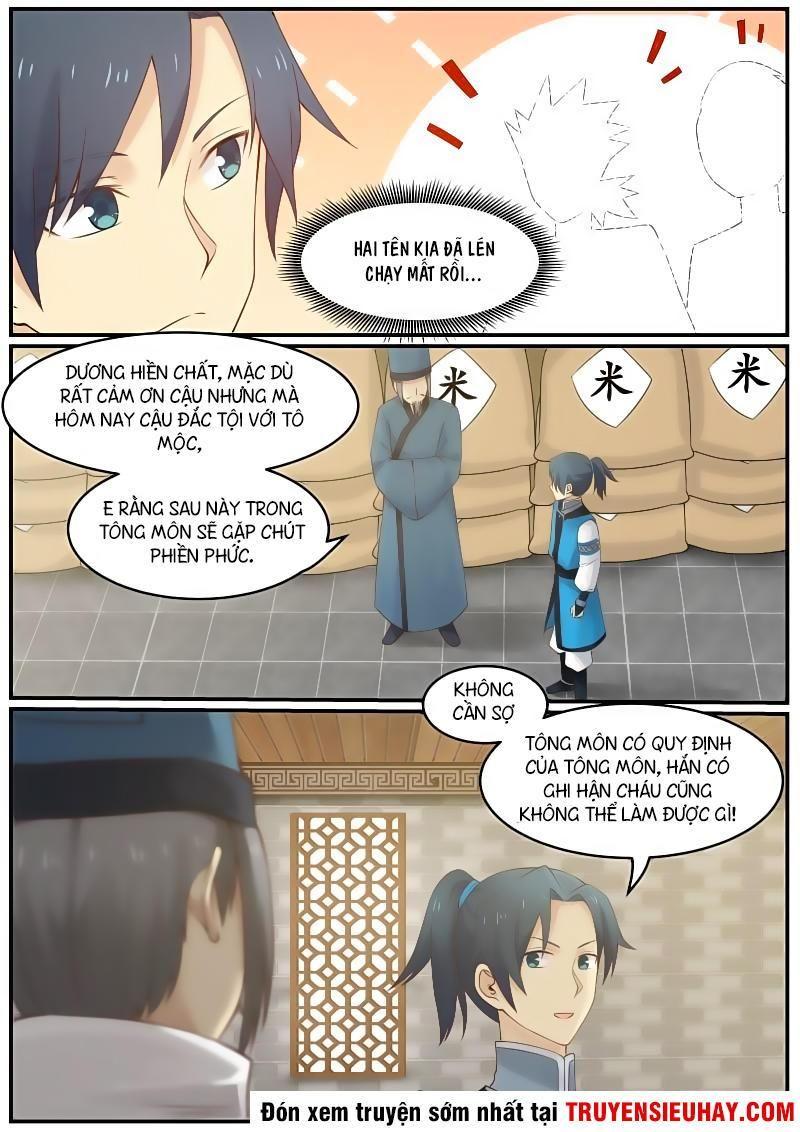 HAI TÊN KIA ĐÃ LÉN
CHẠY MẤT RỒI...
DƯƠNG HIỀN CHẤT, MẶC DÙ
RẤT CẢM ƠN CẬU NHƯNG MÀ
HÔM NAY CẬU ĐẮC TỘI VỚI TÔ
MỘC,
E RẰNG SAU NÀY TRONG
TÔNG MÔN SẼ GẶP CHÚT
PHIỀN PHỨC.
米
米
米
KHÔNG
CẦN SỢ
TÔNG MÔN CÓ QUY ĐỊNH
CỦA TÔNG MÔN, HẮN CÓ
GHI HẬN CHÁU CŨNG
KHÔNG THỂ LÀM ĐƯỢC GÌ!
Đón xem truyện sớm nhất tại TRUYENSIEUHAY.COM